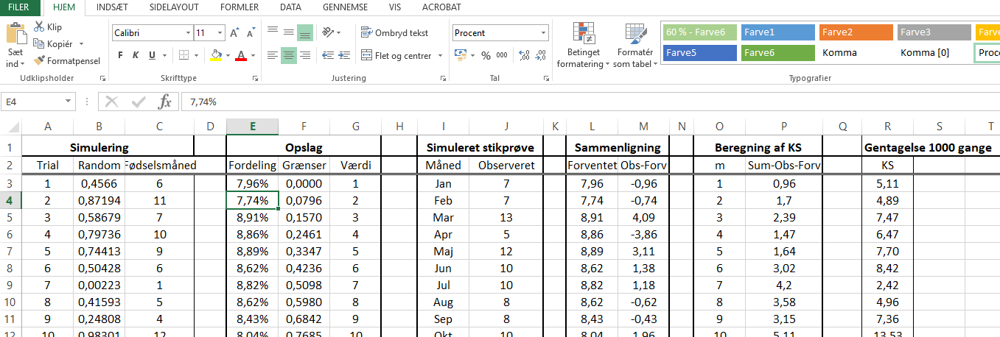 FILER HJEM INDSÆT SIDELAYOUT FORMLER DATA GENNEMSE VIS ACROBAT
Sæt ind
Klip
Kopiér
Formatpensel
Udklipsholder
Calibri 11
F K U A
Skrifttype
Ombryd tekst
Flet og centrer
Justering
Procent
% 000
Tal
Betinget formatering
Formatér som tabel
60 % - Farve6 Farve1 Farve2 Farve3
Farve5 Farve6 Komma Komma [0]
Typografier
E4 fx 7,74%
A B C D E F G H I J K L M N O P Q R S T
1 Simulering Opslag Simuleret stikprøve Sammenligning Beregning af KS Gentagelse 1000 gange
2 Trial Random Fødselsmåned Fordeling Grænser Værdi Måned Observeret Forventet Obs-Forv m Sum-Obs-Forv KS
3 1 0,4566 6 7,96% 0,0000 1 Jan 7 7,96 -0,96 1 0,96 5,11
4 2 0,87194 11 7,74% 0,0796 2 Feb 7 7,74 -0,74 2 1,7 4,89
5 3 0,58679 7 8,91% 0,1570 3 Mar 13 8,91 4,09 3 2,39 7,47
6 4 0,79736 10 8,86% 0,2461 4 Apr 5 8,86 -3,86 4 1,47 6,47
7 5 0,74413 9 8,89% 0,3347 5 Maj 12 8,89 3,11 5 1,64 7,70
8 6 0,50428 6 8,62% 0,4236 6 Jun 10 8,62 1,38 6 3,02 8,42
9 7 0,00223 1 8,82% 0,5098 7 Jul 10 8,82 1,18 7 4,2 2,42
10 8 0,41593 5 8,62% 0,5980 8 Aug 8 8,62 -0,62 8 3,58 4,96
11 9 0,24808 4 8,43% 0,6842 9 Sep 8 8,43 -0,43 9 3,15 7,36
12 10 0,98301 12 8,04% 0,7685 10 Okt 10 8,04 1,96 10 5,11 13,53